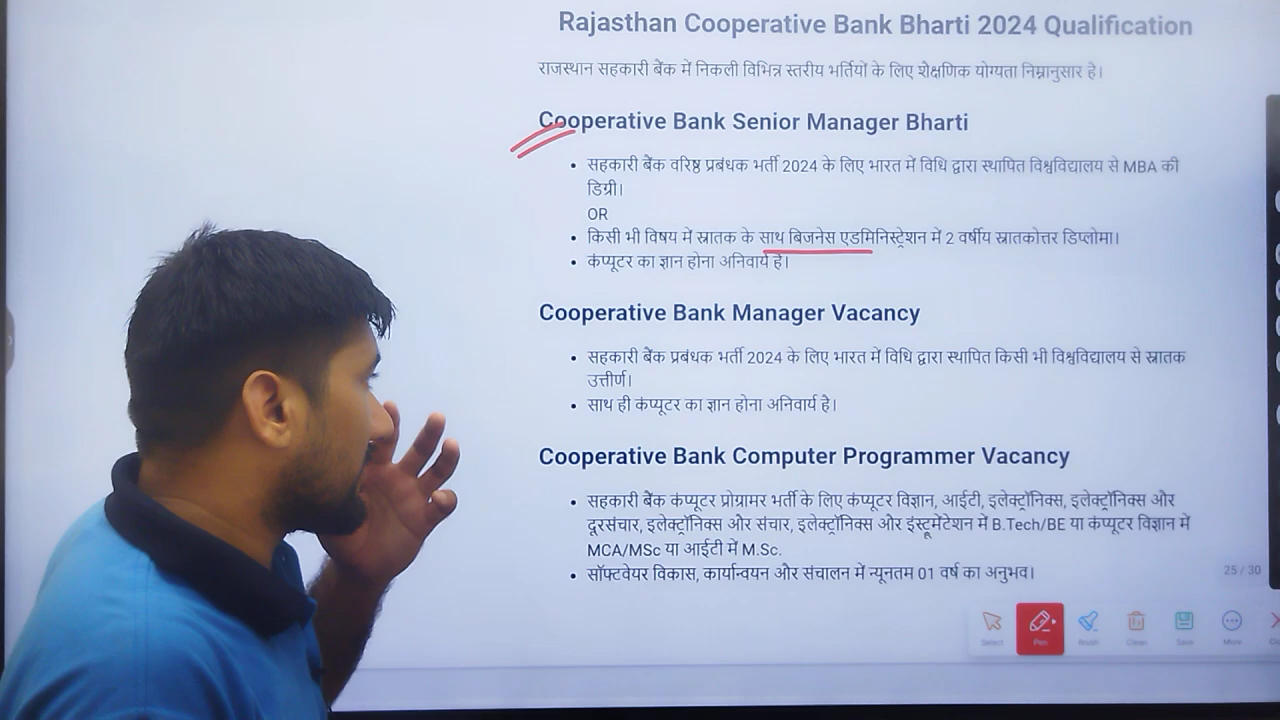 Rajasthan Cooperative Bank Bharti 2024 Qualification
राजस्थान सहकारी बैंक में निकली विभिन्न स्तरीय भर्तियों के लिए शैक्षणिक योग्यता निम्नानुसार है।
Cooperative Bank Senior Manager Bharti
• सहकारी बैंक वरिष्ठ प्रबंधक भर्ती 2024 के लिए भारत में विधि द्वारा स्थापित विश्वविद्यालय से MBA की
डिग्री।
OR
• किसी भी विषय में स्नातक के साथ बिजनेस एडमिनिस्ट्रेशन में 2 वर्षीय स्नातकोत्तर डिप्लोमा।
• कंप्यूटर का ज्ञान होना अनिवार्य है।
Cooperative Bank Manager Vacancy
• सहकारी बैंक प्रबंधक भर्ती 2024 के लिए भारत में विधि द्वारा स्थापित किसी भी विश्वविद्यालय से स्नातक
उत्तीर्ण।
• साथ ही कंप्यूटर का ज्ञान होना अनिवार्य है।
Cooperative Bank Computer Programmer Vacancy
• सहकारी बैंक कंप्यूटर प्रोग्रामर भर्ती के लिए कंप्यूटर विज्ञान, आईटी, इलेक्ट्रॉनिक्स, इलेक्ट्रॉनिक्स और
दूरसंचार, इलेक्ट्रॉनिक्स और संचार, इलेक्ट्रॉनिक्स और इंस्ट्रूमेंटेशन में B.Tech/BE या कंप्यूटर विज्ञान में
MCA/MSc या आईटी में M.Sc.
• सॉफ्टवेयर विकास, कार्यान्वयन और संचालन में न्यूनतम 01 वर्ष का अनुभव।
25 / 30
Select Pen Brush Clean Save More